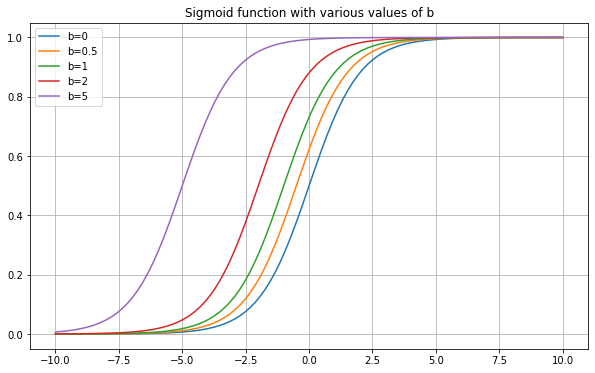 Sigmoid function with various values of b
b=0
b=0.5
b=1
b=2
b=5
1.0
0.8
0.6
0.4
0.2
0.0
−10.0 −7.5 −5.0 −2.5 0.0 2.5 5.0 7.5 10.0